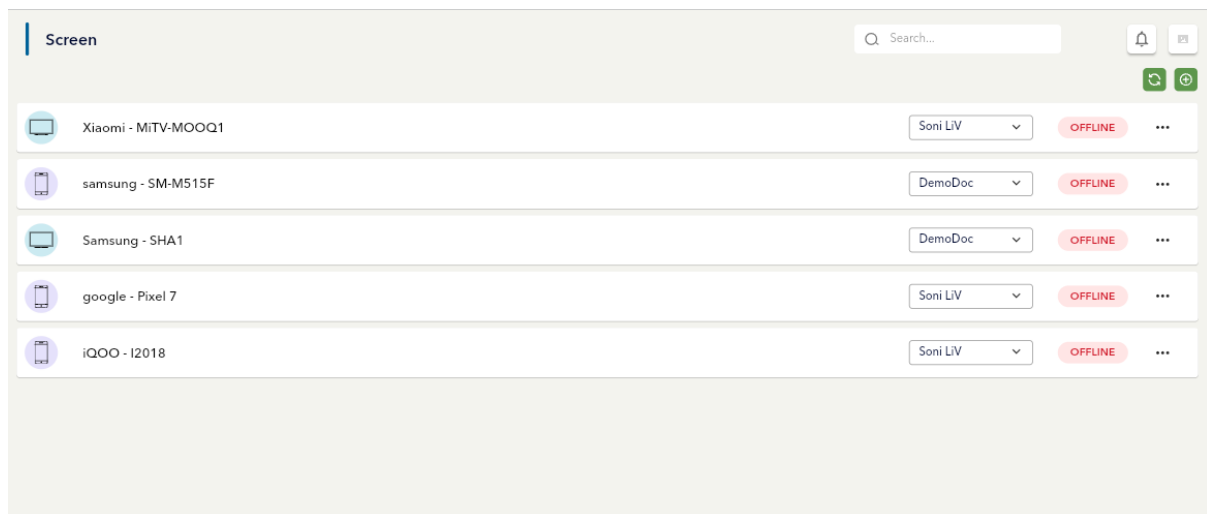 Screen
Search...
Xiaomi - MiTV-MOOQ1 Soni LiV OFFLINE
samsung - SM-M515F DemoDoc OFFLINE
Samsung - SHA1 DemoDoc OFFLINE
google - Pixel 7 Soni LiV OFFLINE
iQOO - I2018 Soni LiV OFFLINE